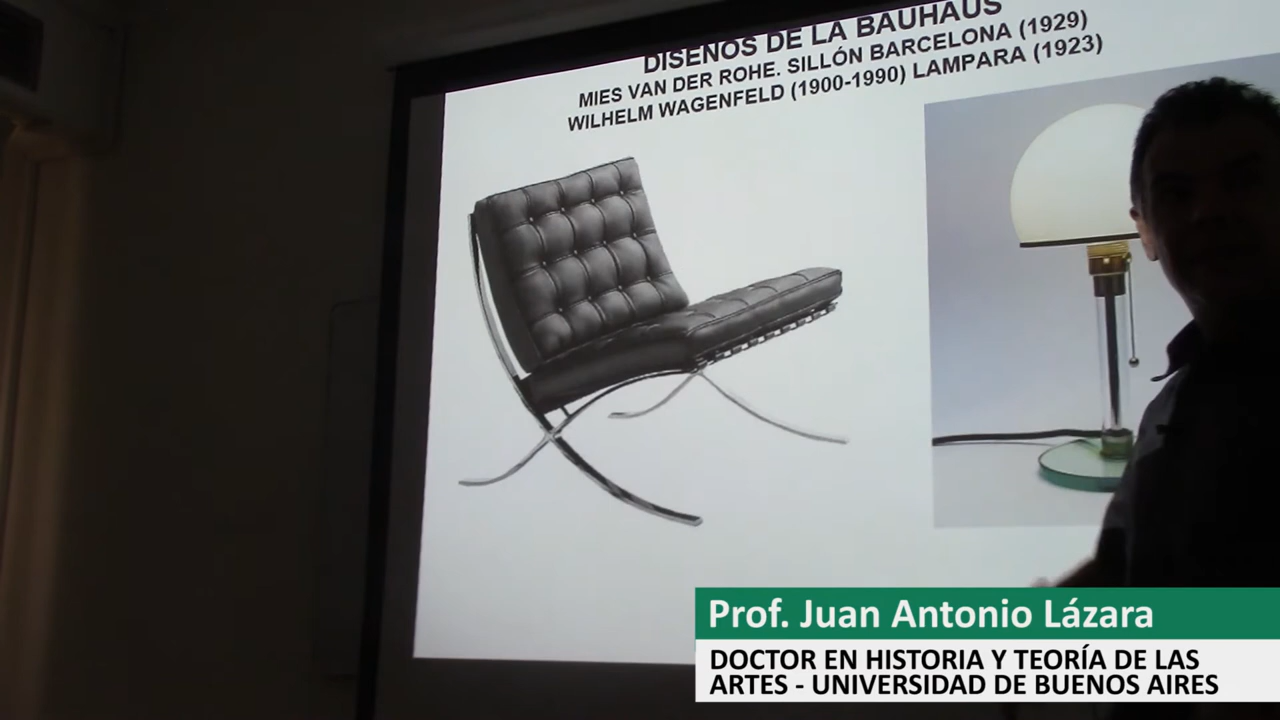 DISEÑOS DE LA BAUHAUS
MIES VAN DER ROHE. SILLÓN BARCELONA (1929)
WILHELM WAGENFELD (1900-1990) LAMPARA (1923)
Prof. Juan Antonio Lázara
DOCTOR EN HISTORIA Y TEORÍA DE LAS
ARTES - UNIVERSIDAD DE BUENOS AIRES